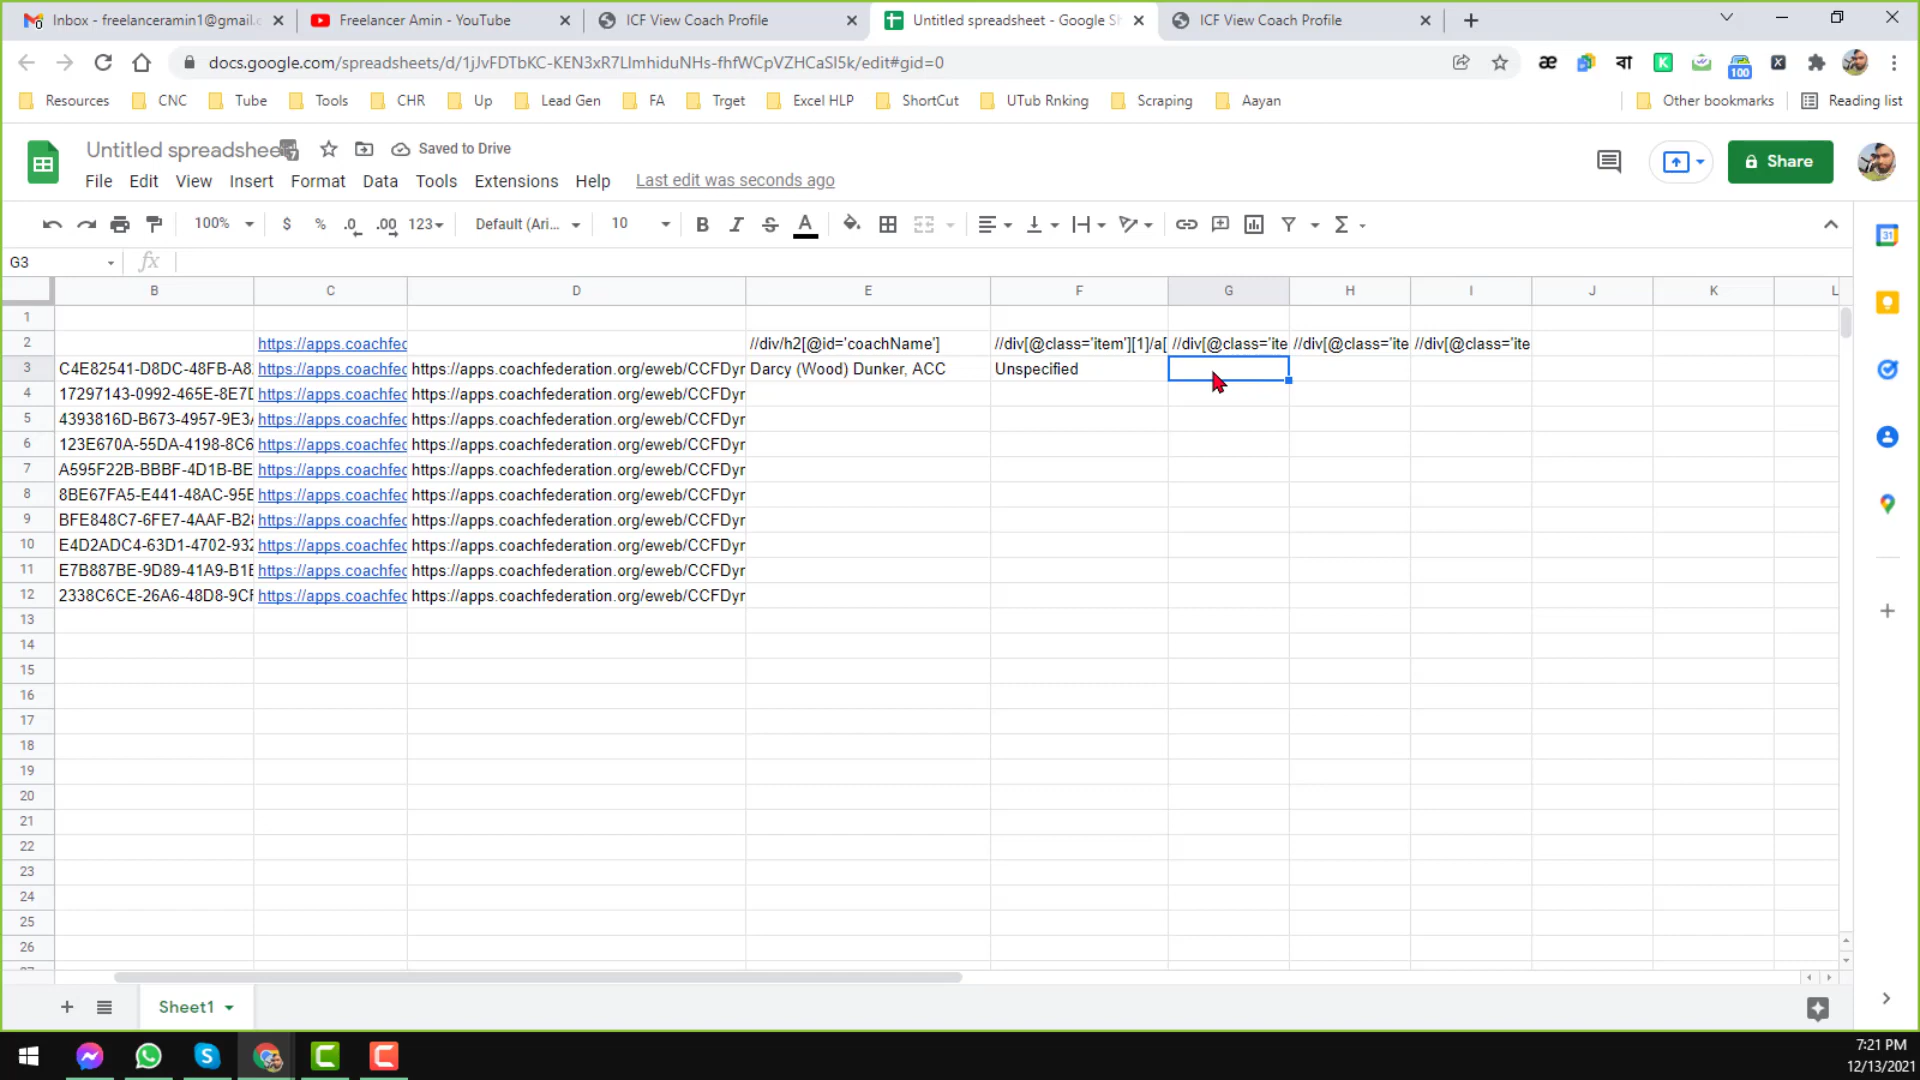 Inbox - freelanceramin1@gmail.c
Freelancer Amin - YouTube
ICF View Coach Profile
Untitled spreadsheet - Google Sh
ICF View Coach Profile
docs.google.com/spreadsheets/d/1jJvFDTbKC-KEN3xR7LlmhiduNHs-fhfWCpVZHCaSI5k/edit#gid=0
Resources CNC Tube Tools CHR Up Lead Gen FA Trget Excel HLP ShortCut UTub Rnking Scraping Aayan Other bookmarks Reading list
Untitled spreadshee
Saved to Drive
Share
File Edit View Insert Format Data Tools Extensions Help Last edit was seconds ago
100% $ % .0 .00 123 Default (Ari... 10 B I S A Σ
31
G3 fx
B C D E F G H I J K L
1
2 https://apps.coachfec //div/h2[@id='coachName'] //div[@class='item'][1]/a[ //div[@class='ite //div[@class='ite //div[@class='ite
3 C4E82541-D8DC-48FB-A8 https://apps.coachfec https://apps.coachfederation.org/eweb/CCFDyr Darcy (Wood) Dunker, ACC Unspecified
4 17297143-0992-465E-8E7D https://apps.coachfec https://apps.coachfederation.org/eweb/CCFDyr
5 4393816D-B673-4957-9E3A https://apps.coachfec https://apps.coachfederation.org/eweb/CCFDyr
6 123E670A-55DA-4198-8C6 https://apps.coachfec https://apps.coachfederation.org/eweb/CCFDyr
7 A595F22B-BBBF-4D1B-BE https://apps.coachfec https://apps.coachfederation.org/eweb/CCFDyr
8 8BE67FA5-E441-48AC-95E https://apps.coachfec https://apps.coachfederation.org/eweb/CCFDyr
9 BFE848C7-6FE7-4AAF-B28 https://apps.coachfec https://apps.coachfederation.org/eweb/CCFDyr
10 E4D2ADC4-63D1-4702-932 https://apps.coachfec https://apps.coachfederation.org/eweb/CCFDyr
11 E7B887BE-9D89-41A9-B1E https://apps.coachfec https://apps.coachfederation.org/eweb/CCFDyr
12 2338C6CE-26A6-48D8-9CF https://apps.coachfec https://apps.coachfederation.org/eweb/CCFDyr
13
14
15
16
17
18
19
20
21
22
23
24
25
26
Sheet1
7:21 PM
12/13/2021